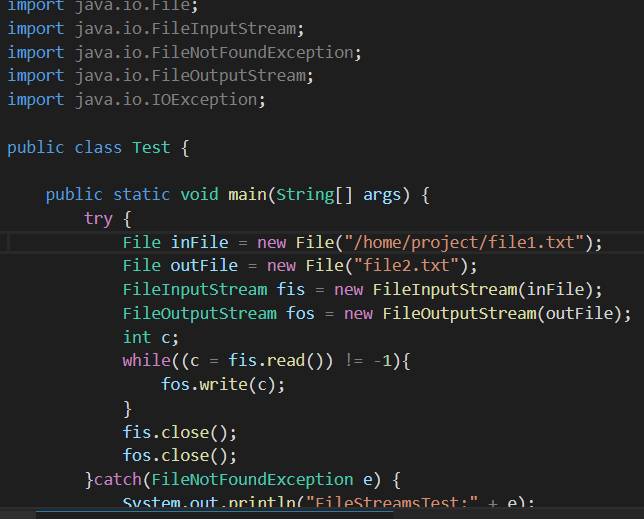 import java.io.File;
import java.io.FileInputStream;
import java.io.FileNotFoundException;
import java.io.FileOutputStream;
import java.io.IOException;
public class Test {
public static void main(String[] args) {
try {
File inFile = new File("/home/project/file1.txt");
File outFile = new File("file2.txt");
FileInputStream fis = new FileInputStream(inFile);
FileOutputStream fos = new FileOutputStream(outFile);
int c;
while((c = fis.read()) != -1){
fos.write(c);
}
fis.close();
fos.close();
}catch(FileNotFoundException e) {
System.out.println("FileStreamsTest:" + e);